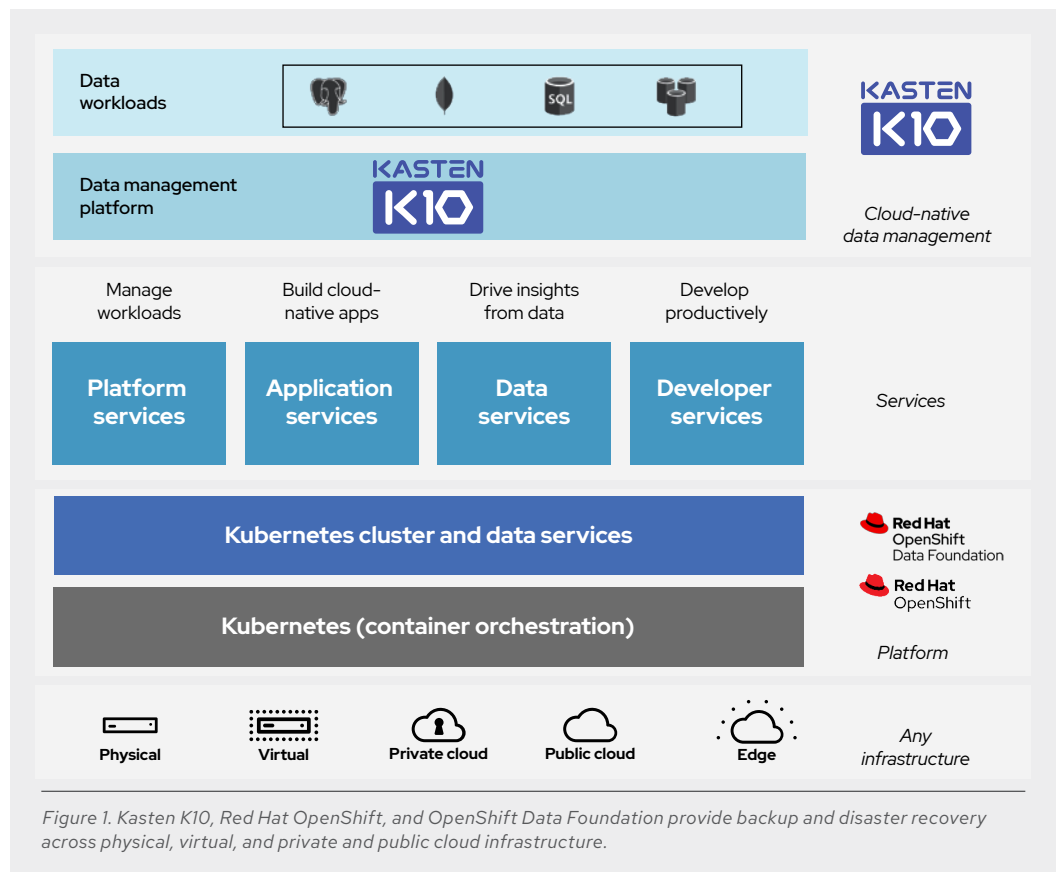 Data
workloads
SQL
KASTEN
K10
Data management
platform
KASTEN
K10
Cloud-native
data management
Manage
workloads
Build cloud-
native apps
Drive insights
from data
Develop
productively
Platform
services
Application
services
Data
services
Developer
services
Services
Kubernetes cluster and data services
Red Hat
OpenShift
Data Foundation
Kubernetes (container orchestration)
Red Hat
OpenShift
Platform
Physical
Virtual
Private cloud
Public cloud
Edge
Any
infrastructure
Figure 1. Kasten K10, Red Hat OpenShift, and OpenShift Data Foundation provide backup and disaster recovery
across physical, virtual, and private and public cloud infrastructure.